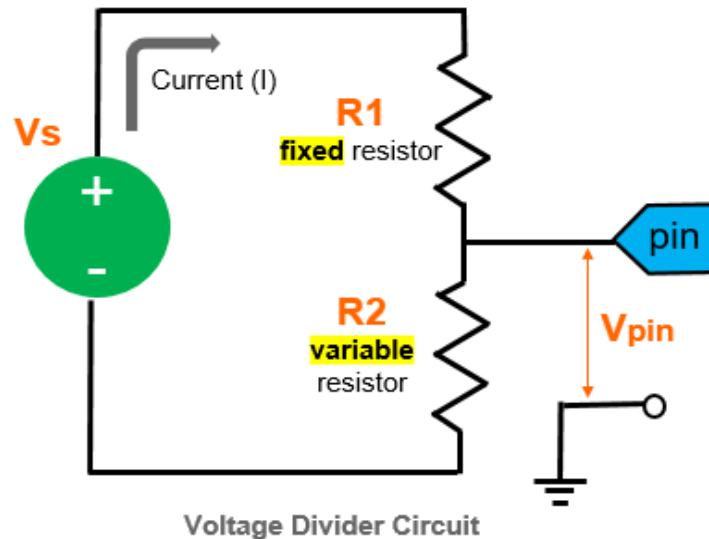 Current (I)
Vs
R1
fixed resistor
+
-
pin
R2
variable
resistor
Vpin
Voltage Divider Circuit